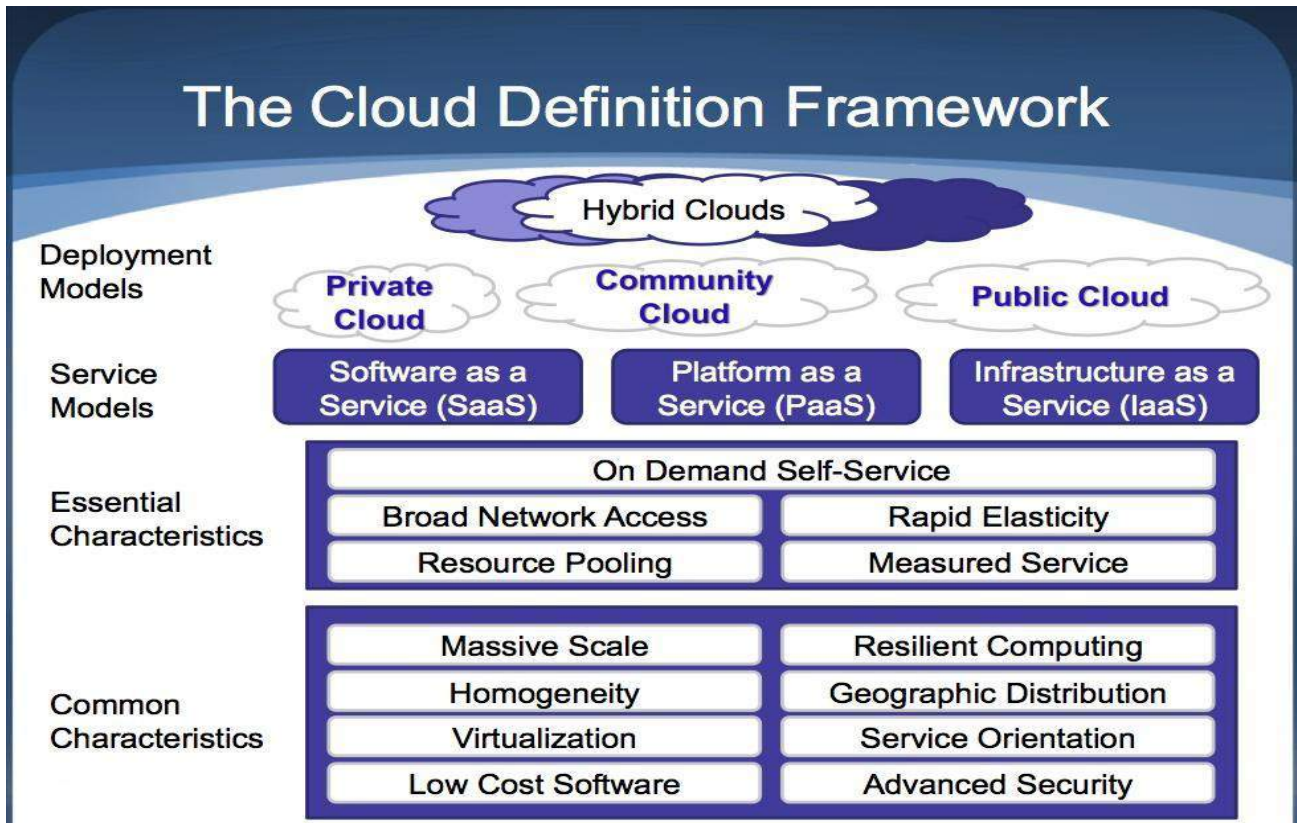 The Cloud Definition Framework
Hybrid Clouds
Deployment
Models
Private
Cloud
Community
Cloud
Public Cloud
Service
Models
Software as a
Service (SaaS)
Platform as a
Service (PaaS)
Infrastructure as a
Service (IaaS)
Essential
Characteristics
On Demand Self-Service
Broad Network Access
Rapid Elasticity
Resource Pooling
Measured Service
Common
Characteristics
Massive Scale
Resilient Computing
Homogeneity
Geographic Distribution
Virtualization
Service Orientation
Low Cost Software
Advanced Security